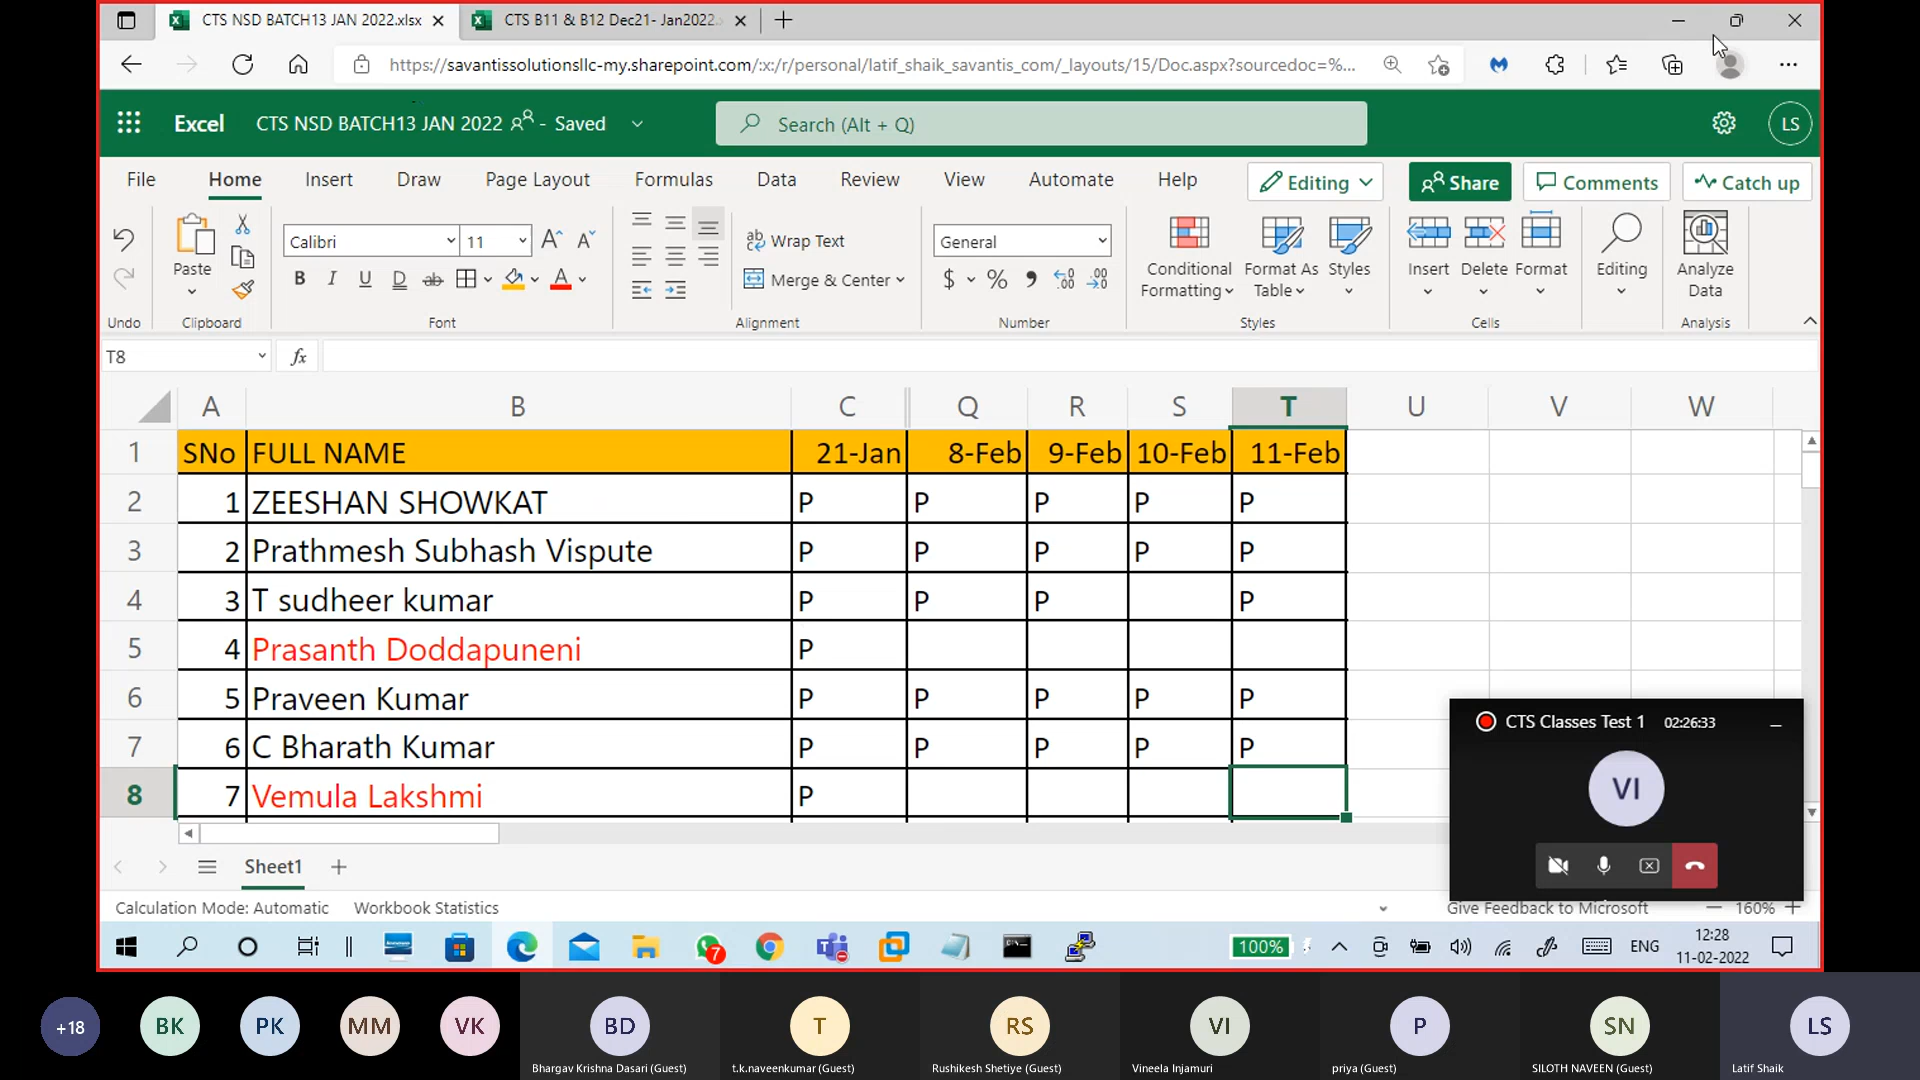 CTS NSD BATCH13 JAN 2022.xlsx
CTS B11 & B12 Dec21- Jan2022.
https://savantissolutionsllc-my.sharepoint.com/:x:/r/personal/latif_shaik_savantis_com/_layouts/15/Doc.aspx?sourcedoc=%...
Excel CTS NSD BATCH13 JAN 2022 - Saved
Search (Alt + Q)
LS
File Home Insert Draw Page Layout Formulas Data Review View Automate Help
Editing Share Comments Catch up
Paste
Calibri 11
Wrap Text
Merge & Center
General
Conditional Formatting
Format As Table
Styles
Insert Delete Format
Editing
Analyze Data
Undo Clipboard Font Alignment Number Styles Cells Analysis
T8 fx
A B C Q R S T U V W
1 SNo FULL NAME 21-Jan 8-Feb 9-Feb 10-Feb 11-Feb
2 1 ZEESHAN SHOWKAT P P P P P
3 2 Prathmesh Subhash Vispute P P P P P
4 3 T sudheer kumar P P P P
5 4 Prasanth Doddapuneni P
6 5 Praveen Kumar P P P P P
7 6 C Bharath Kumar P P P P P
8 7 Vemula Lakshmi P
CTS Classes Test 1 02:26:33
VI
Sheet1
Calculation Mode: Automatic Workbook Statistics
Give Feedback to Microsoft 160%
7
100%
ENG
12:28
11-02-2022
+18 BK PK MM VK BD T RS VI P SN LS
Bhargav Krishna Dasari (Guest)
t.k.naveenkumar (Guest)
Rushikesh Shetiye (Guest)
Vineela Injamuri
priya (Guest)
SILOTH NAVEEN (Guest)
Latif Shaik